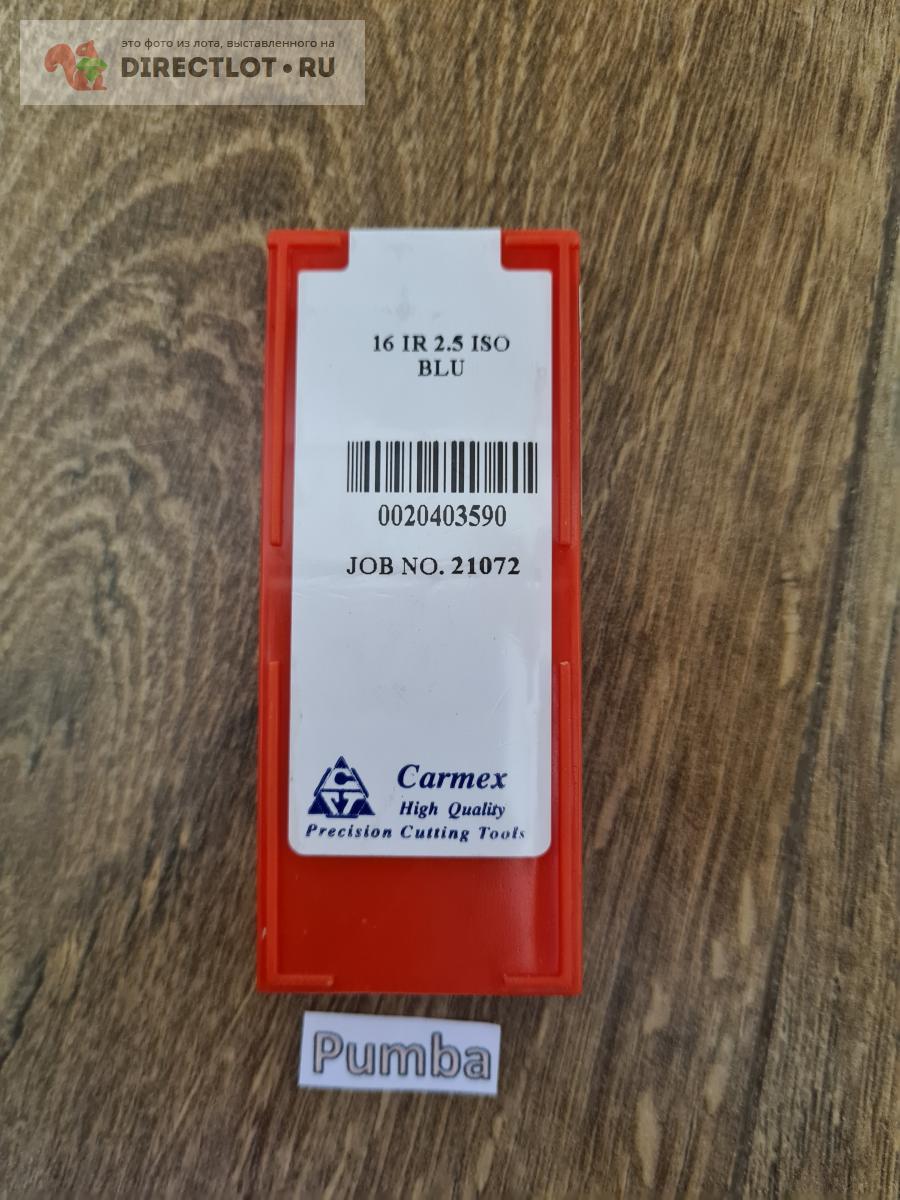 это фото из лота, выставленного на
DIRECTLOT•RU
16 IR 2.5 ISO
BLU
0020403590
JOB NO. 21072
Carmex
High Quality
Precision Cutting Tools
Pumba